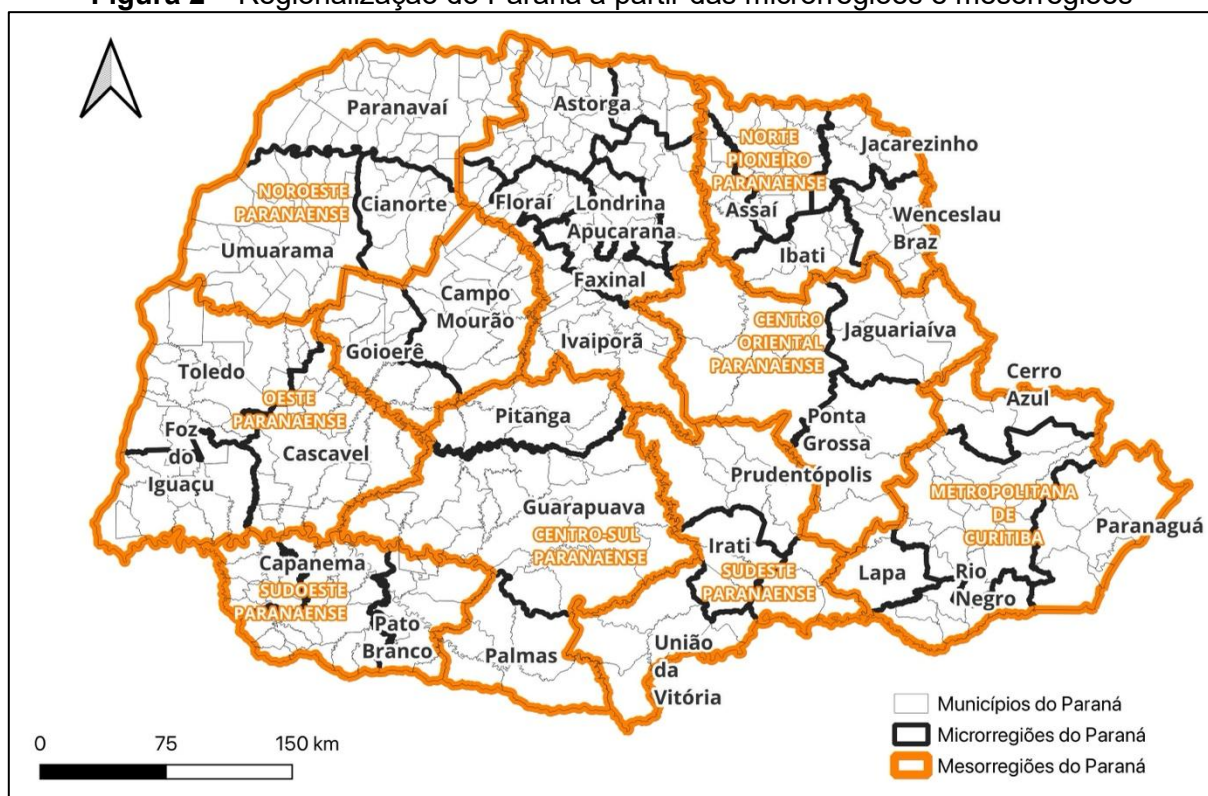 Figura 2 – Regionalização do Paraná a partir das microrregiões e mesorregiões
Paranavaí
Astorga
NORTE
PIONEIRO
PARANAENSE
Jacarezinho
NOROESTE
PARANAENSE
Cianorte
Floraí
Londrina
Assaí
Wenceslau
Braz
Umuarama
Apucarana
Ibati
Faxinal
Campo
Mourão
CENTRO
ORIENTAL
PARANAENSE
Jaguariaíva
Goioerê
Ivaiporã
Toledo
OESTE
PARANAENSE
Cerro
Azul
Pitanga
Ponta
Grossa
Foz
do
Iguaçu
Cascavel
Prudentópolis
METROPOLITANA
DE
CURITIBA
Guarapuava
CENTRO-SUL
PARANAENSE
Paranaguá
Irati
SUDESTE
PARANAENSE
Capanema
SUDOESTE
PARANAENSE
Lapa
Rio
Negro
Pato
Branco
Palmas
União
da
Vitória
Municípios do Paraná
Microrregiões do Paraná
Mesorregiões do Paraná
0 75 150 km